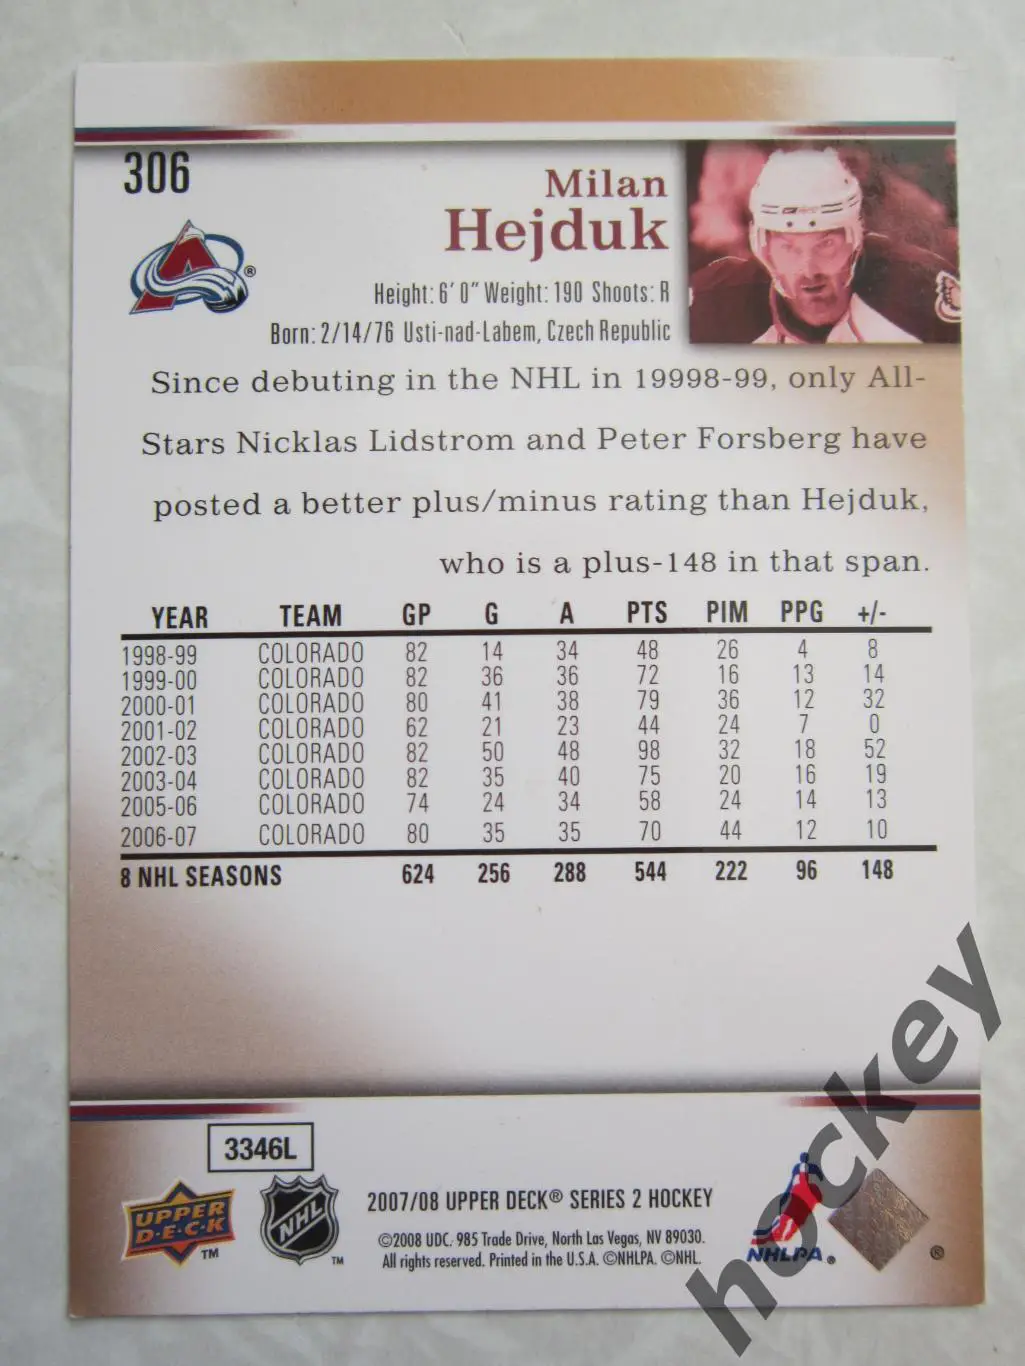 306
Milan
Hejduk
A ®
Height: 6' 0" Weight: 190 Shoots: R
Born: 2/14/76 Usti-nad-Labem, Czech Republic
Since debuting in the NHL in 19998-99, only All-
Stars Nicklas Lidstrom and Peter Forsberg have
posted a better plus/minus rating than Hejduk,
who is a plus-148 in that span.
YEAR TEAM GP G A PTS PIM PPG +/-
1998-99 COLORADO 82 14 34 48 26 4 8
1999-00 COLORADO 82 36 36 72 16 13 14
2000-01 COLORADO 80 41 38 79 36 12 32
2001-02 COLORADO 62 21 23 44 24 7 0
2002-03 COLORADO 82 50 48 98 32 18 52
2003-04 COLORADO 82 35 40 75 20 16 19
2005-06 COLORADO 74 24 34 58 24 14 13
2006-07 COLORADO 80 35 35 70 44 12 10
8 NHL SEASONS 624 256 288 544 222 96 148
3346L
UPPER
D·E·C·K
TM
NHL
TM
2007/08 UPPER DECK® SERIES 2 HOCKEY
©2008 UDC. 985 Trade Drive, North Las Vegas, NV 89030.
All rights reserved. Printed in the U.S.A. ©NHLPA. ©NHL.
NHLPA®
®
hockey